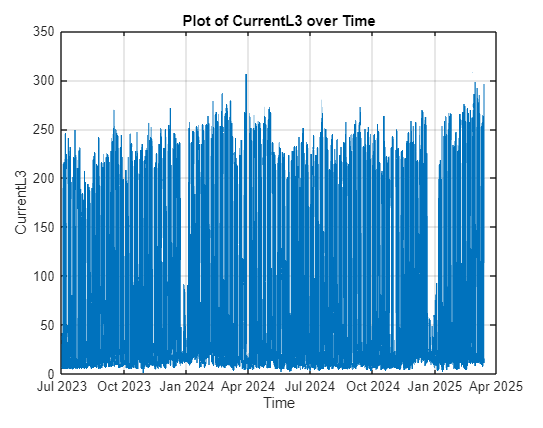 Plot of CurrentL3 over Time
350
300
250
200
150
100
50
0
CurrentL3
Jul 2023 Oct 2023 Jan 2024 Apr 2024 Jul 2024 Oct 2024 Jan 2025 Apr 2025
Time